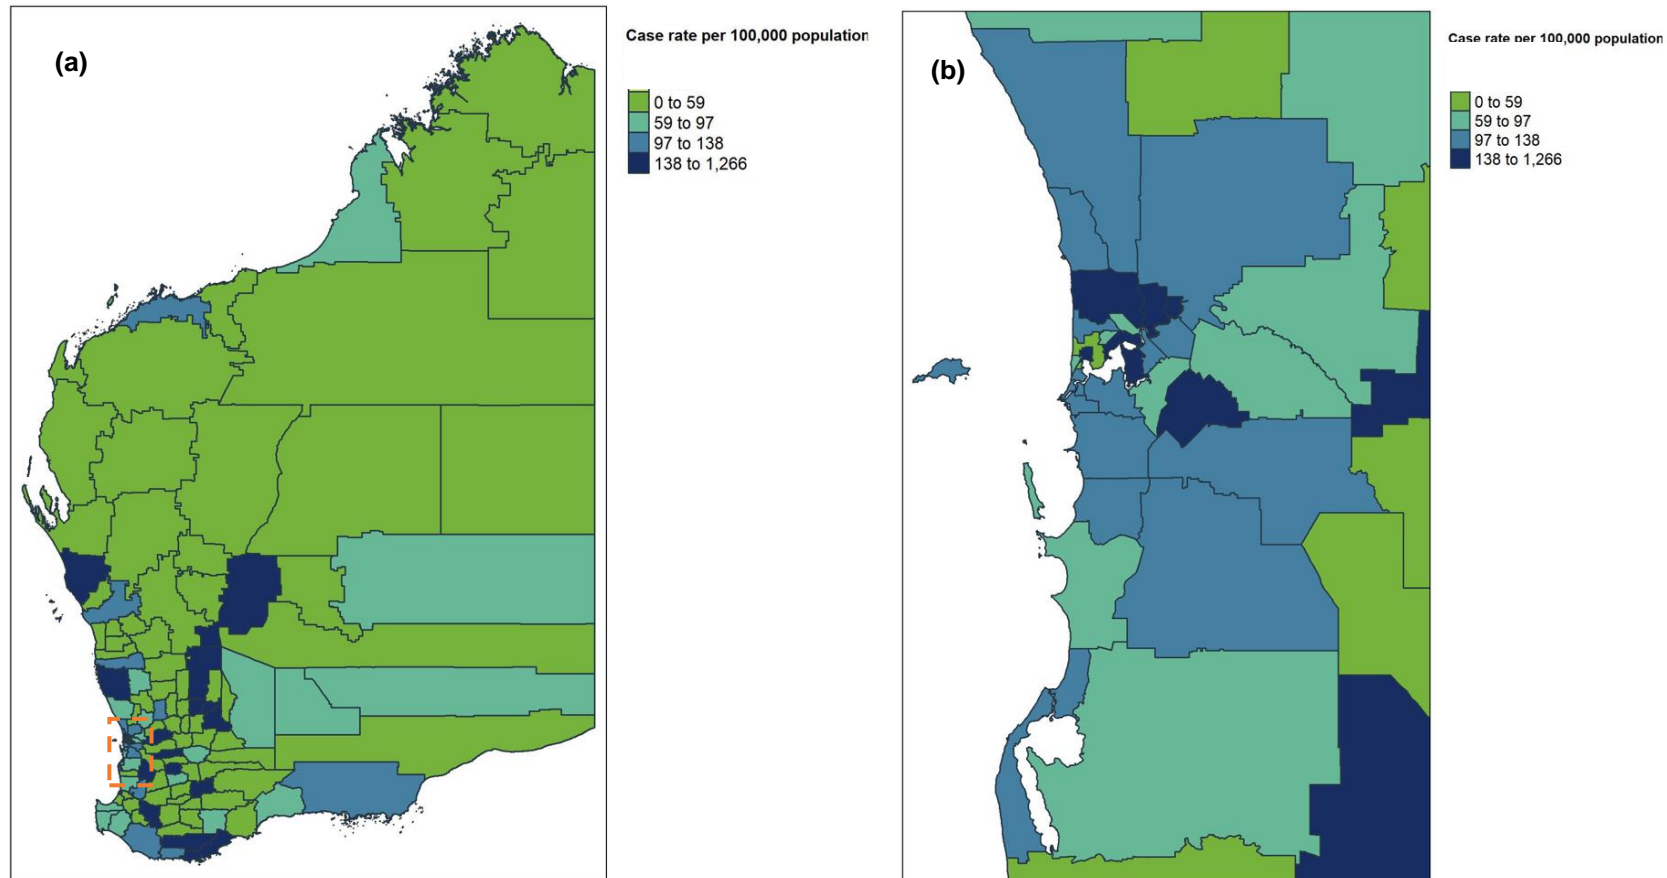 (a)
Case rate per 100,000 population
0 to 59
59 to 97
97 to 138
138 to 1,266
(b)
Case rate per 100,000 population
0 to 59
59 to 97
97 to 138
138 to 1,266